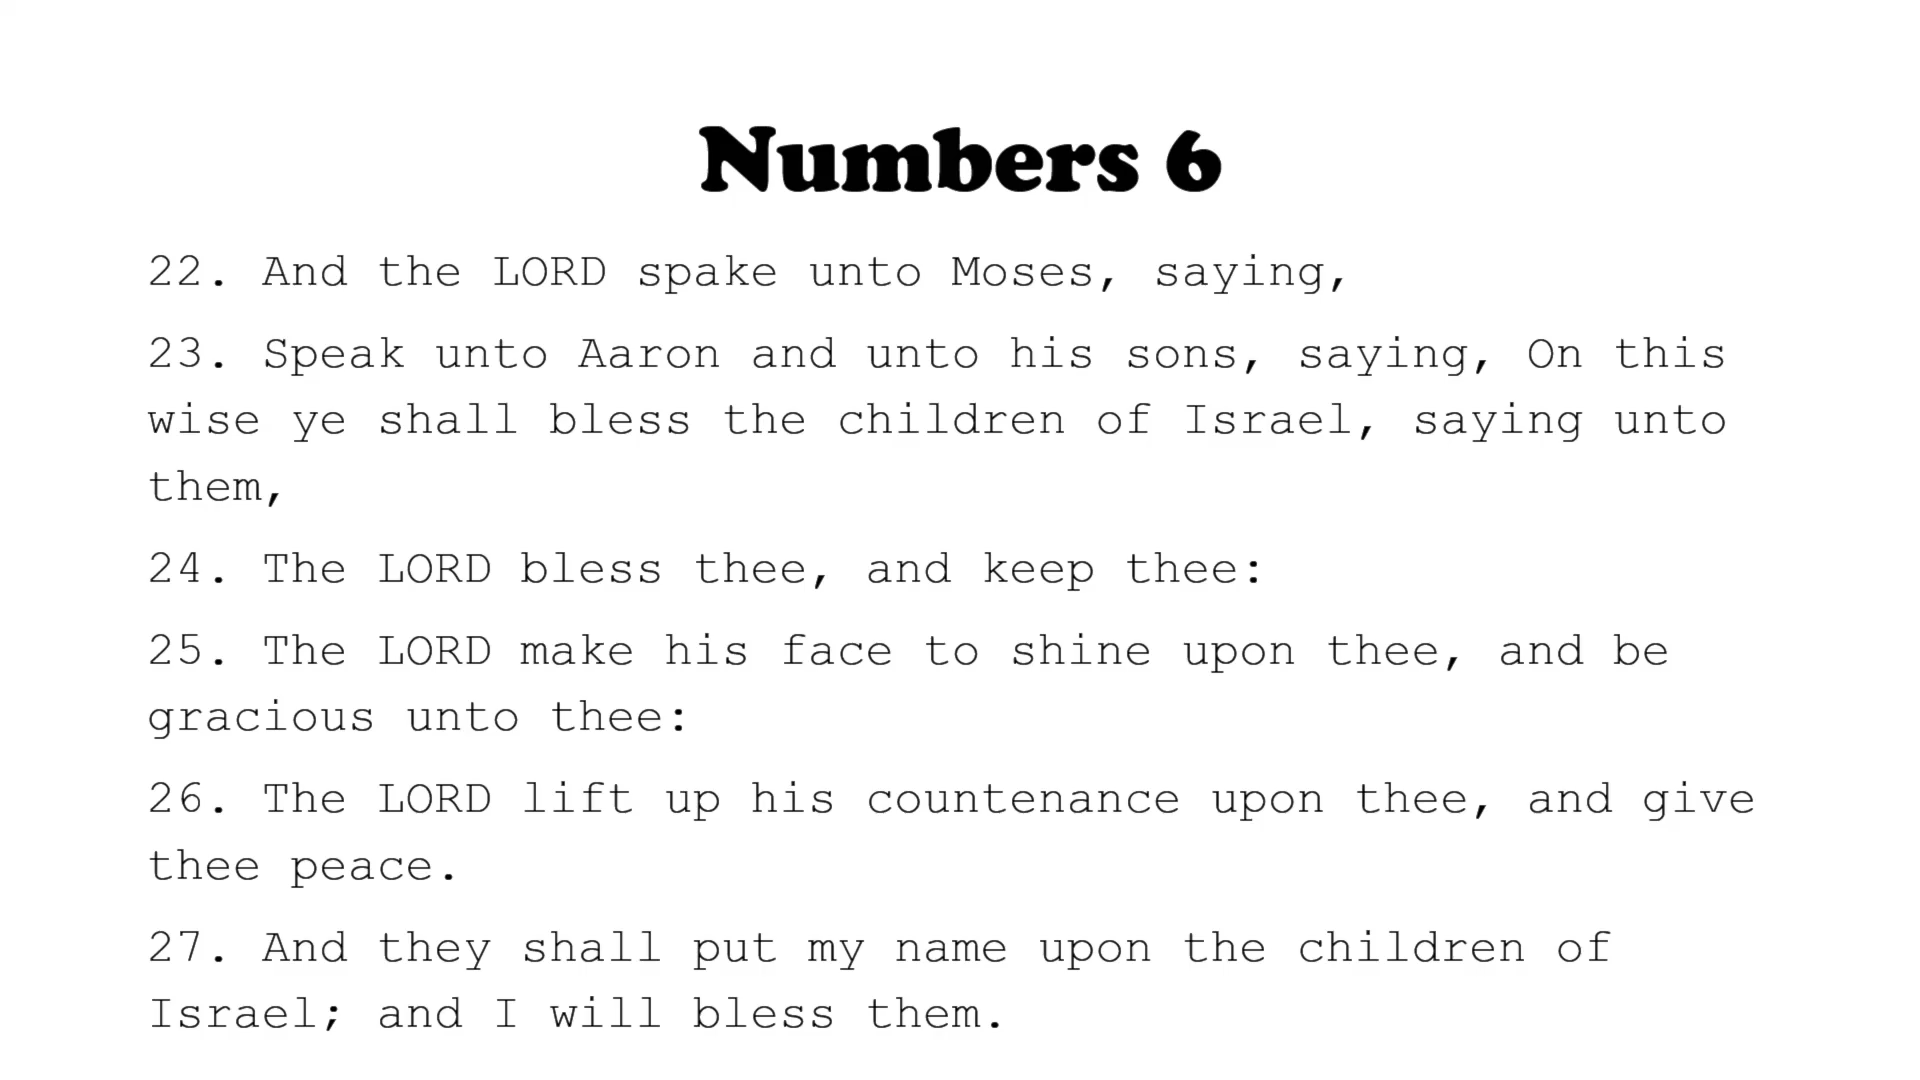 Numbers 6
22. And the LORD spake unto Moses, saying,
23. Speak unto Aaron and unto his sons, saying, On this
wise ye shall bless the children of Israel, saying unto
them,
24. The LORD bless thee, and keep thee:
25. The LORD make his face to shine upon thee, and be
gracious unto thee:
26. The LORD lift up his countenance upon thee, and give
thee peace.
27. And they shall put my name upon the children of
Israel; and I will bless them.